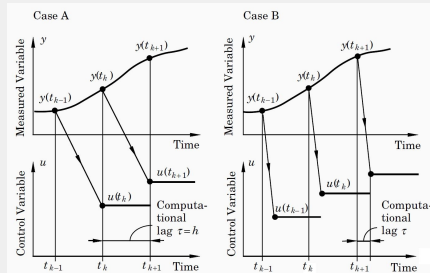 Case A
y
Measured Variable
y(t_{k-1})
y(t_k)
y(t_{k+1})
Time
u
Control Variable
u(t_k)
u(t_{k+1})
Computa-
tional
lag τ=h
t_{k-1}
t_k
t_{k+1}
Time
Case B
y
Measured Variable
y(t_{k-1})
y(t_k)
y(t_{k+1})
Time
u
Control Variable
u(t_{k-1})
u(t_k)
Computa-
tional
lag τ
t_{k-1}
t_k
t_{k+1}
Time